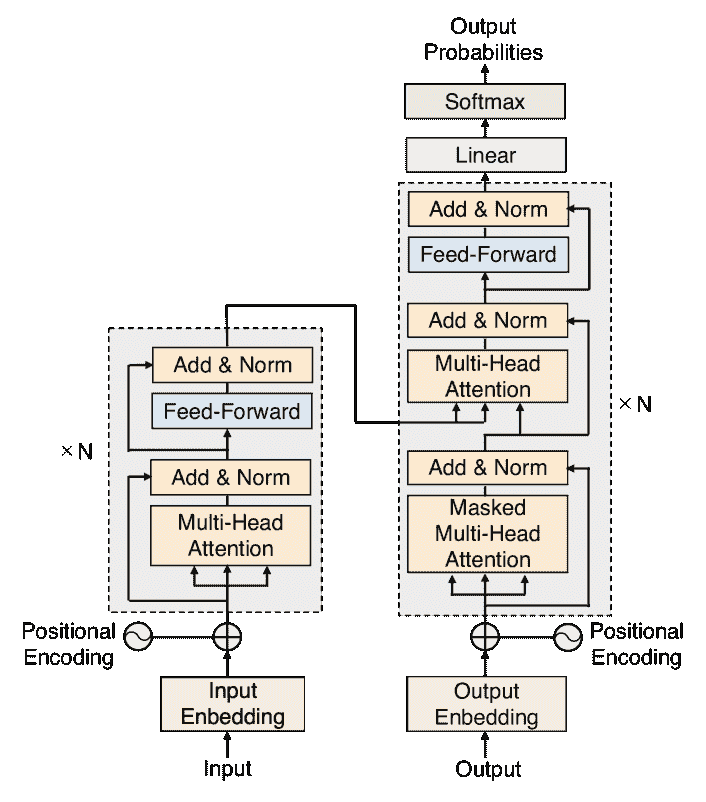 Output
Probabilities
Softmax
Linear
Add & Norm
Feed-Forward
Add & Norm
Multi-Head
Attention
× N
Add & Norm
Masked
Multi-Head
Attention
Positional
Encoding
Output
Enbedding
Output
Add & Norm
Feed-Forward
× N
Add & Norm
Multi-Head
Attention
Positional
Encoding
Input
Enbedding
Input